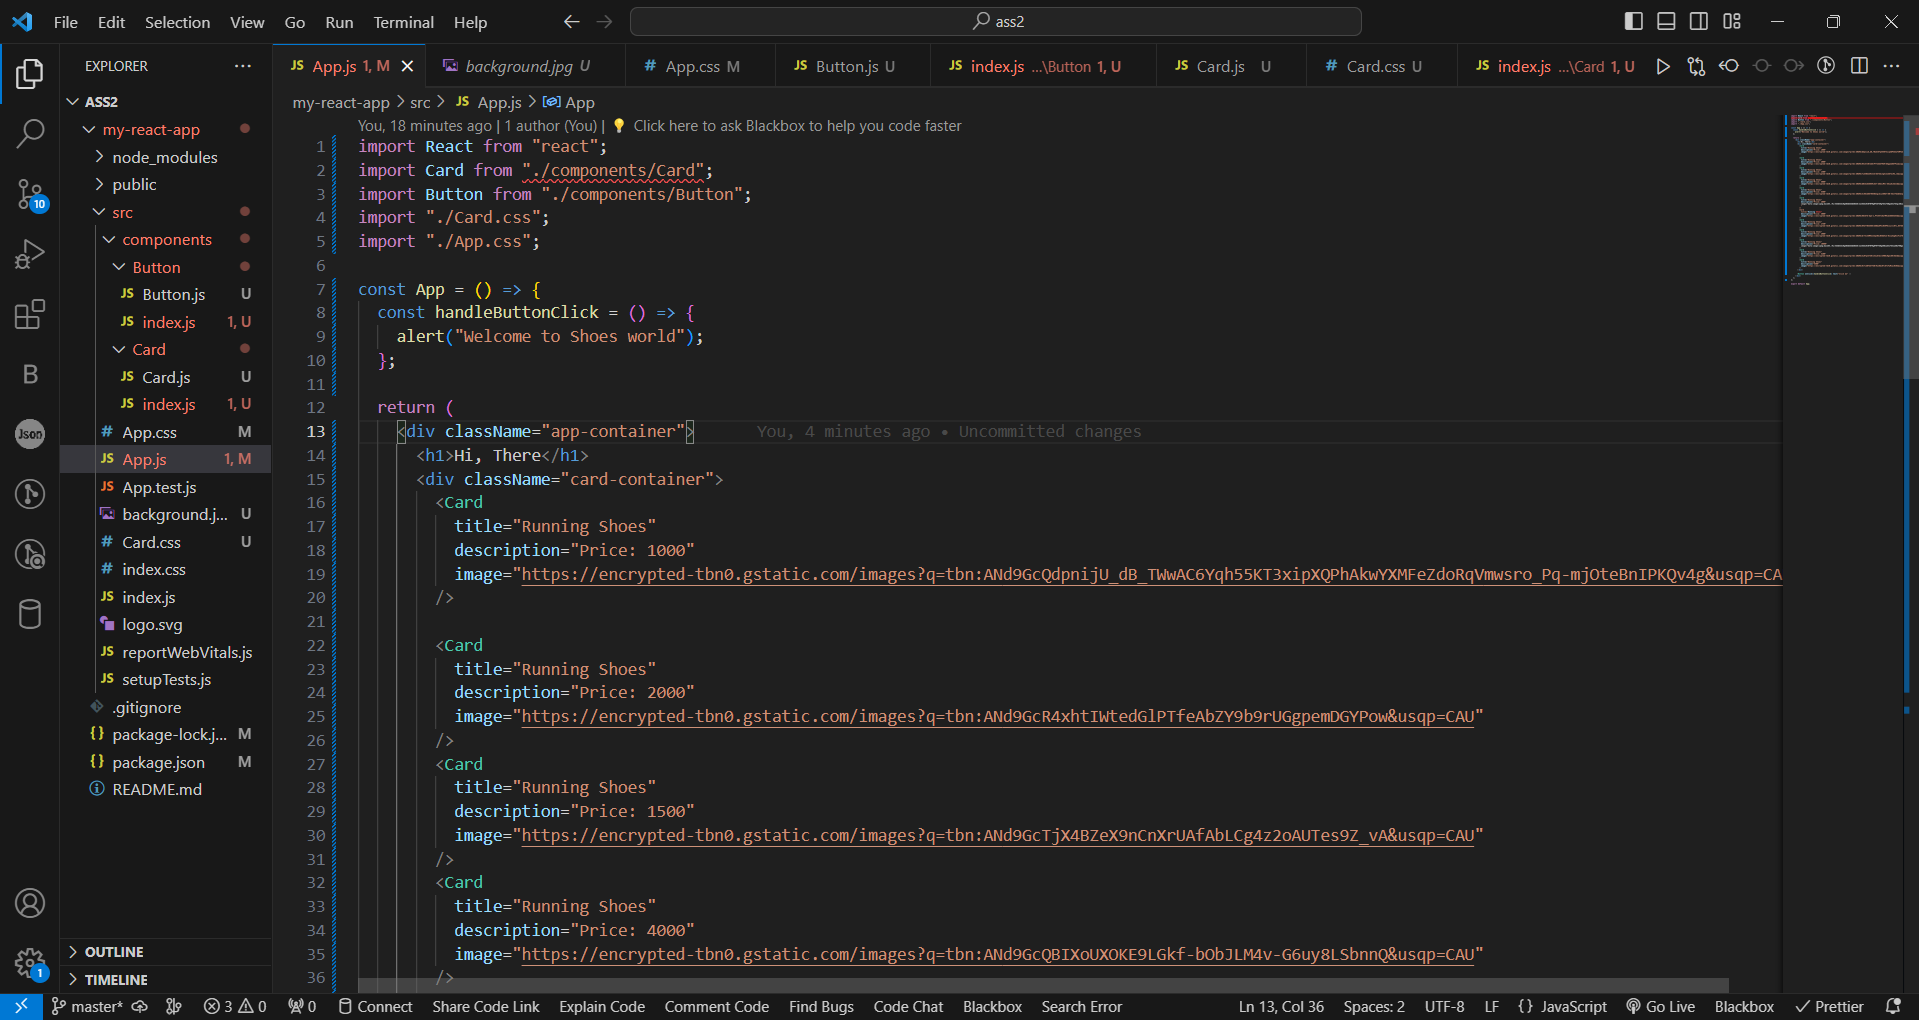 File Edit Selection View Go Run Terminal Help ass2
EXPLORER
ASS2
my-react-app
node_modules
public
src
components
Button
JS Button.js U
JS index.js 1, U
Card
JS Card.js U
JS index.js 1, U
# App.css M
JS App.js 1, M
JS App.test.js
background.j... U
# Card.css U
# index.css
JS index.js
logo.svg
JS reportWebVitals.js
JS setupTests.js
.gitignore
{} package-lock.j... M
{} package.json M
README.md
OUTLINE
TIMELINE
10
B
Json
1
JS App.js 1, M background.jpg U # App.css M JS Button.js U JS index.js ...\Button 1, U JS Card.js U # Card.css U JS index.js ...\Card 1, U
my-react-app > src > JS App.js > App
You, 18 minutes ago | 1 author (You) | Click here to ask Blackbox to help you code faster
1 import React from "react";
2 import Card from "./components/Card";
3 import Button from "./components/Button";
4 import "./Card.css";
5 import "./App.css";
6
7 const App = () => {
8 const handleButtonClick = () => {
9 alert("Welcome to Shoes world");
10 };
11
12 return (
13 <div className="app-container"> You, 4 minutes ago • Uncommitted changes
14 <h1>Hi, There</h1>
15 <div className="card-container">
16 <Card
17 title="Running Shoes"
18 description="Price: 1000"
19 image="https://encrypted-tbn0.gstatic.com/images?q=tbn:ANd9GcQdpnijU_dB_TWwAC6Yqh55KT3xipXQPhAkwYXMFeZdoRqVmwsro_Pq-mjOteBnIPKQv4g&usqp=CA
20 />
21
22 <Card
23 title="Running Shoes"
24 description="Price: 2000"
25 image="https://encrypted-tbn0.gstatic.com/images?q=tbn:ANd9GcR4xhtIWtedGlPTfeAbZY9b9rUGgpemDGYPow&usqp=CAU"
26 />
27 <Card
28 title="Running Shoes"
29 description="Price: 1500"
30 image="https://encrypted-tbn0.gstatic.com/images?q=tbn:ANd9GcTjX4BZeX9nCnXrUAfAbLCg4z2oAUTes9Z_vA&usqp=CAU"
31 />
32 <Card
33 title="Running Shoes"
34 description="Price: 4000"
35 image="https://encrypted-tbn0.gstatic.com/images?q=tbn:ANd9GcQBIXoUXOKE9LGkf-bObJLM4v-G6uy8LSbnnQ&usqp=CAU"
36 />
master* 3 0 0 Connect Share Code Link Explain Code Comment Code Find Bugs Code Chat Blackbox Search Error Ln 13, Col 36 Spaces: 2 UTF-8 LF {} JavaScript Go Live Blackbox Prettier